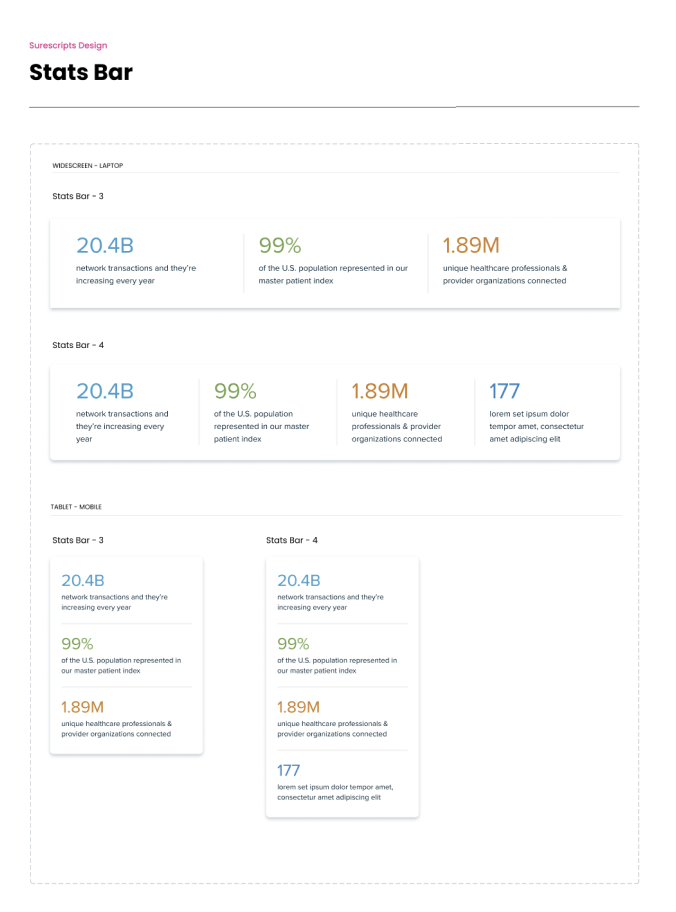 Surescripts Design
Stats Bar
WIDESCREEN - LAPTOP
Stats Bar - 3
20.4B
network transactions and they're
increasing every year
99%
of the U.S. population represented in our
master patient index
1.89M
unique healthcare professionals &
provider organizations connected
Stats Bar - 4
20.4B
network transactions and
they're increasing every
year
99%
of the U.S. population
represented in our master
patient index
1.89M
unique healthcare
professionals & provider
organizations connected
177
lorem set ipsum dolor
tempor amet, consectetur
amet adipiscing elit
TABLET - MOBILE
Stats Bar - 3
20.4B
network transactions and they're
increasing every year
99%
of the U.S. population represented in
our master patient index
1.89M
unique healthcare professionals &
provider organizations connected
Stats Bar - 4
20.4B
network transactions and they're
increasing every year
99%
of the U.S. population represented in
our master patient index
1.89M
unique healthcare professionals &
provider organizations connected
177
lorem set ipsum dolor tempor amet,
consectetur amet adipiscing elit